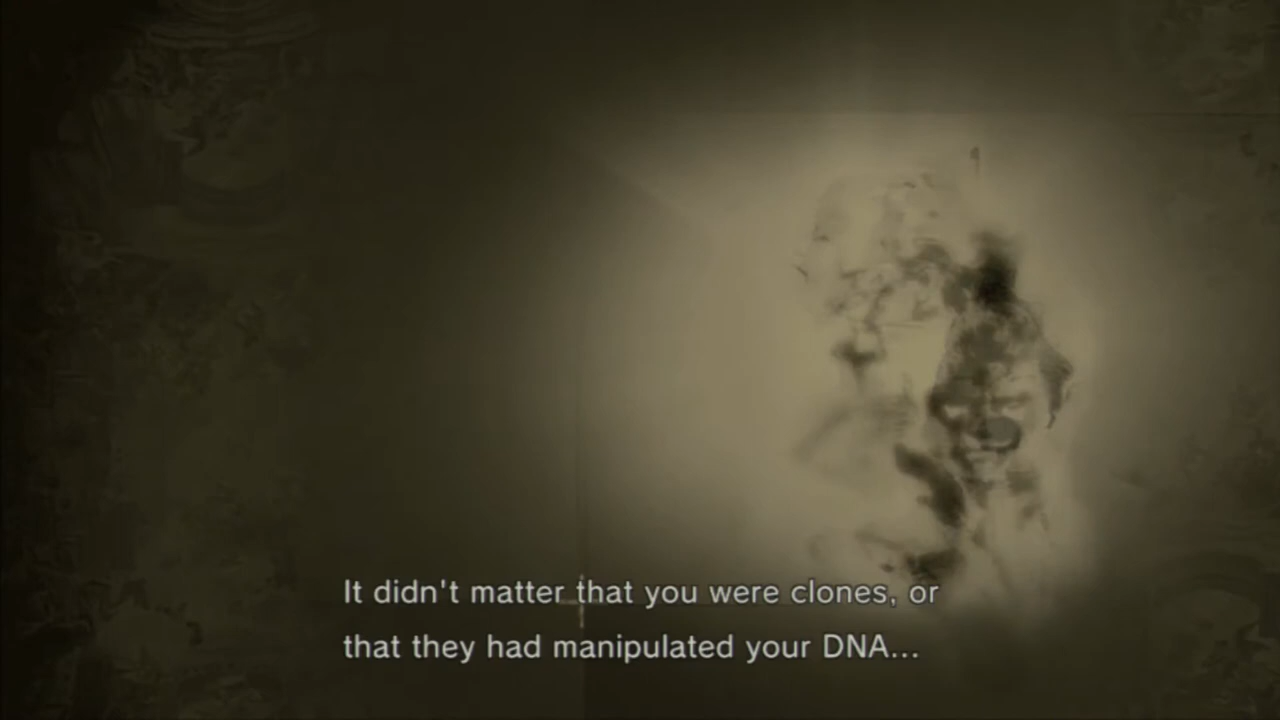 It didn't matter that you were clones, or
that they had manipulated your DNA...